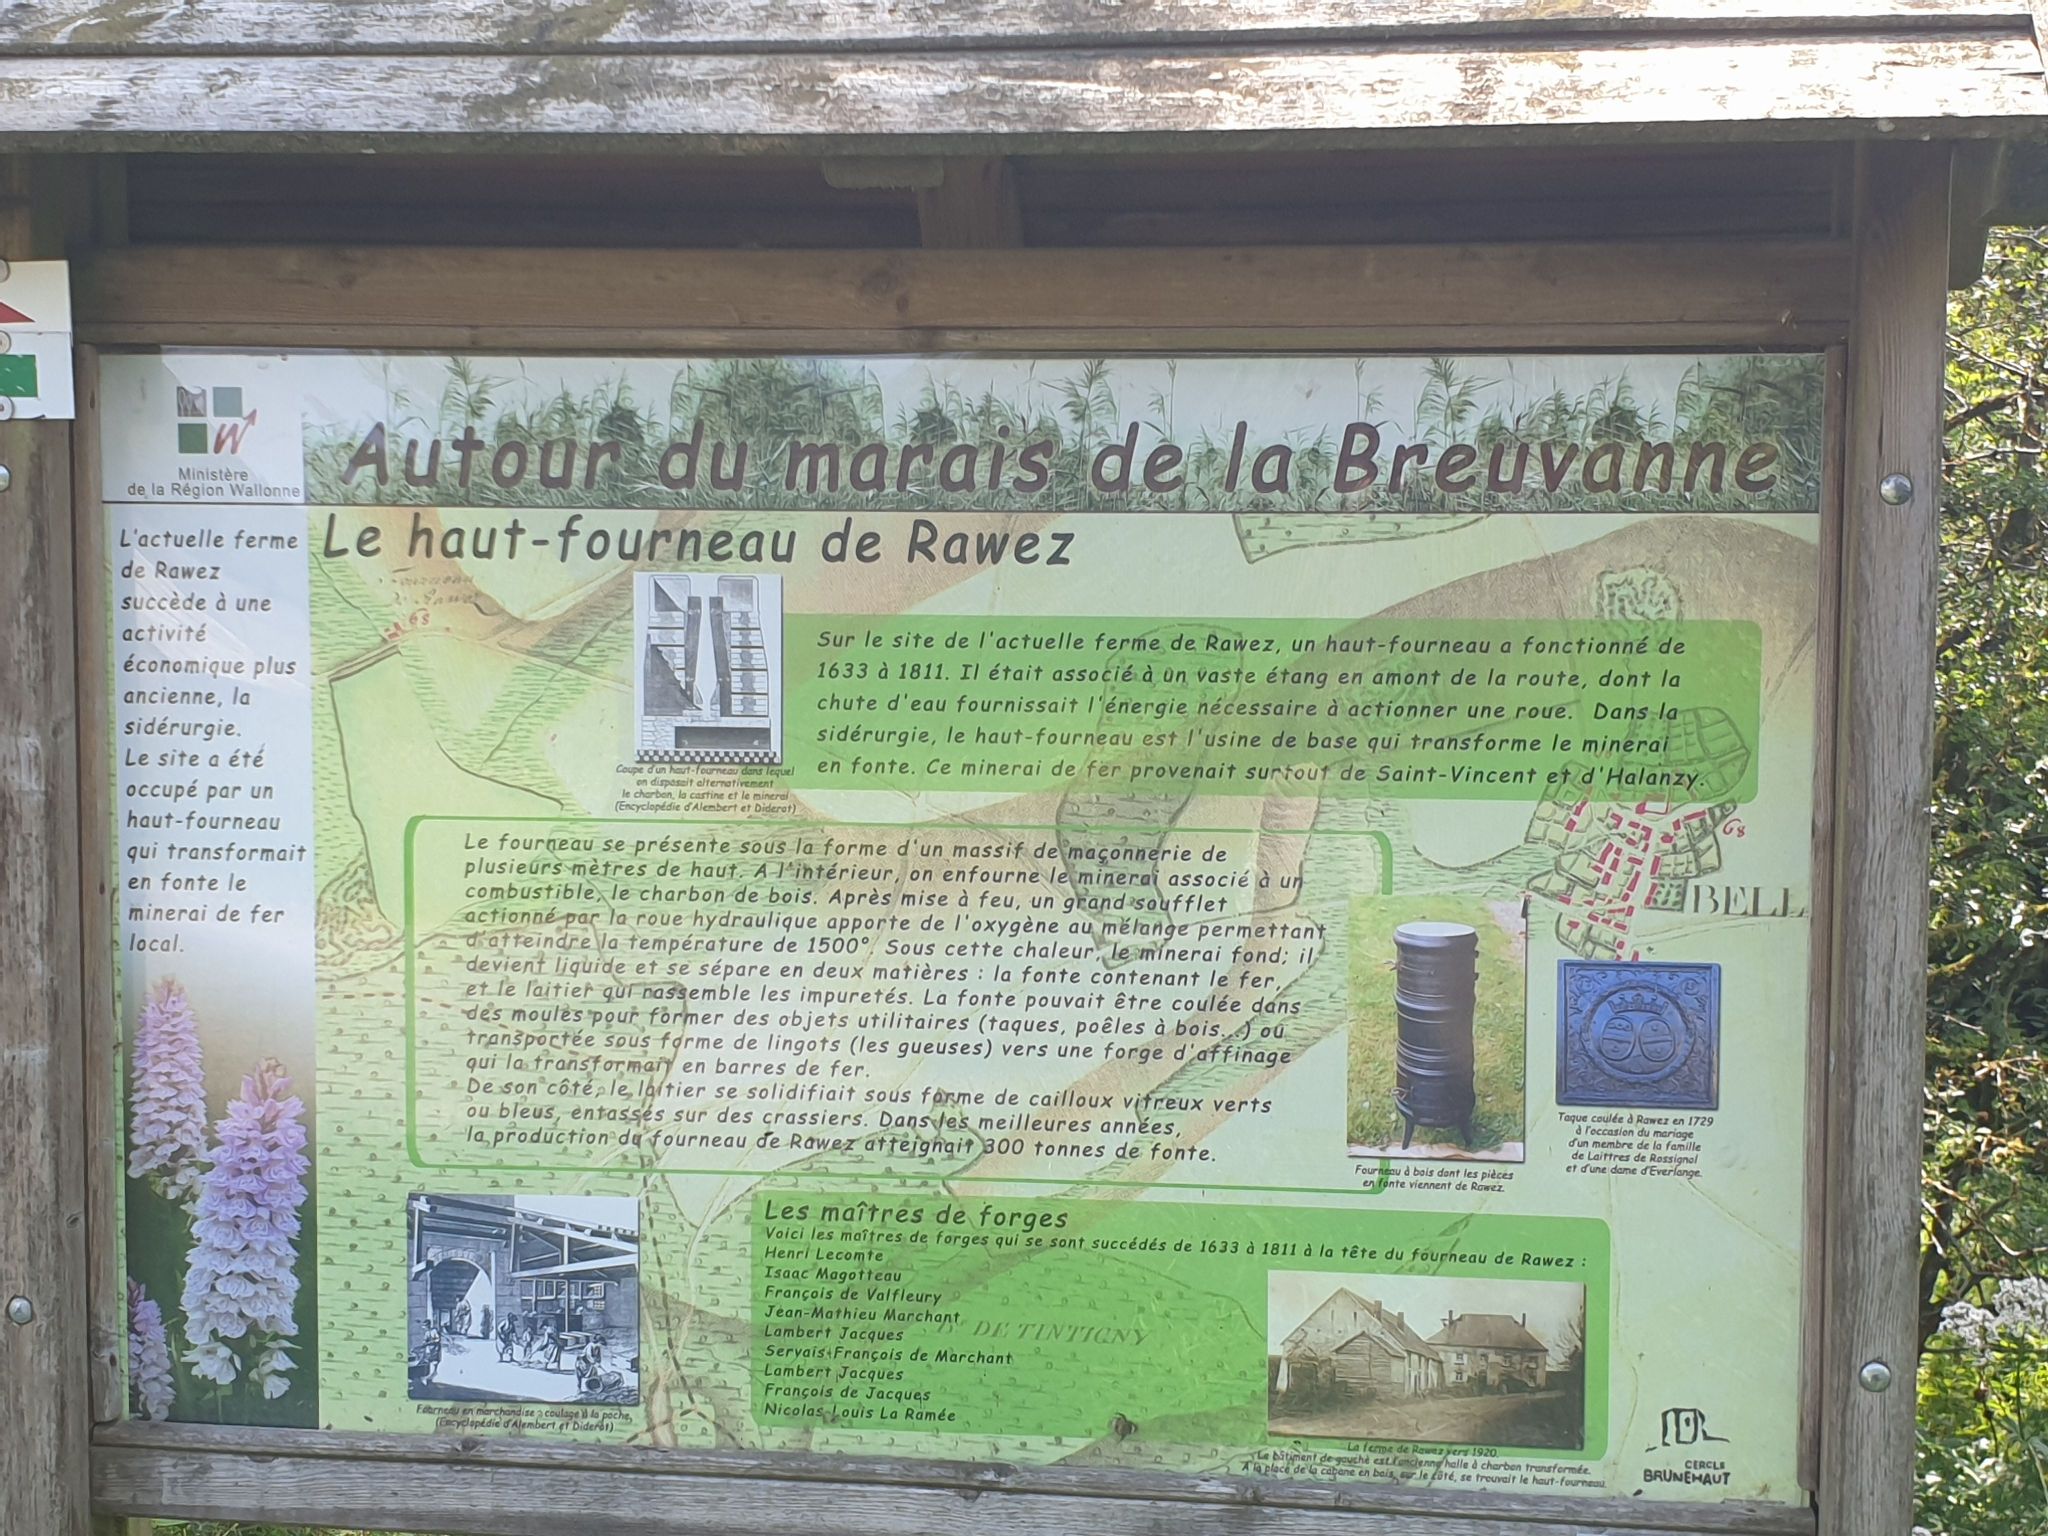 Ministère
de la Région Wallonne
Autour du marais de la Breuvanne
L'actuelle ferme
de Rawez
succède à une
activité
économique plus
ancienne, la
sidérurgie.
Le site a été
occupé par un
haut-fourneau
qui transformait
en fonte le
minerai de fer
local.
Le haut-fourneau de Rawez
68
Coupe d'un haut-fourneau dans lequel
on disposait alternativement
le charbon, la castine et le minerai
(Encyclopédie d'Alembert et Diderot)
Sur le site de l'actuelle ferme de Rawez, un haut-fourneau a fonctionné de
1633 à 1811. Il était associé à un vaste étang en amont de la route, dont la
chute d'eau fournissait l'énergie nécessaire à actionner une roue. Dans la
sidérurgie, le haut-fourneau est l'usine de base qui transforme le minerai
en fonte. Ce minerai de fer provenait surtout de Saint-Vincent et d'Halanzy.
68
BELL
Le fourneau se présente sous la forme d'un massif de maçonnerie de
plusieurs mètres de haut. A l'intérieur, on enfourne le minerai associé à un
combustible, le charbon de bois. Après mise à feu, un grand soufflet
actionné par la roue hydraulique apporte de l'oxygène au mélange permettant
d'atteindre la température de 1500°. Sous cette chaleur, le minerai fond; il
devient liquide et se sépare en deux matières : la fonte contenant le fer,
et le laitier qui rassemble les impuretés. La fonte pouvait être coulée dans
des moules pour former des objets utilitaires (taques, poêles à bois...) ou
transportée sous forme de lingots (les gueuses) vers une forge d'affinage
qui la transformait en barres de fer.
De son côté, le laitier se solidifiait sous forme de cailloux vitreux verts
ou bleus, entassés sur des crassiers. Dans les meilleures années,
la production du fourneau de Rawez atteignait 300 tonnes de fonte.
Fourneau à bois dont les pièces
en fonte viennent de Rawez.
Taque coulée à Rawez en 1729
à l'occasion du mariage
d'un membre de la famille
de Laittres de Rossignol
et d'une dame d'Everlange.
Fourneau en marchandise : coulage à la poche.
(Encyclopédie d'Alembert et Diderot)
Les maîtres de forges
Voici les maîtres de forges qui se sont succédés de 1633 à 1811 à la tête du fourneau de Rawez :
Henri Lecomte
Isaac Magotteau
François de Valfleury
Jean-Mathieu Marchant
Lambert Jacques
Servais-François de Marchant
Lambert Jacques
François de Jacques
Nicolas Louis La Ramée
DE TINTIGNY
La ferme de Rawez vers 1920.
Le bâtiment de gauche est l'ancienne halle à charbon transformée.
A la place de la cabane en bois, sur le côté, se trouvait le haut-fourneau.
CERCLE
BRUNEHAUT